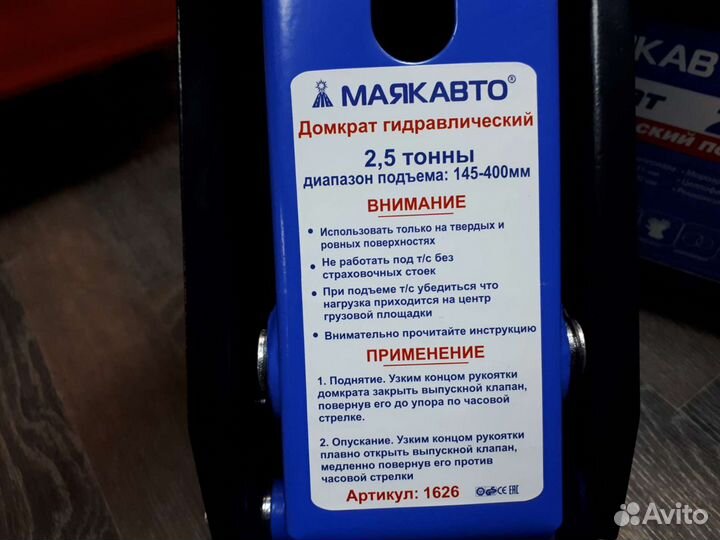 МАЯКАВТО®
Домкрат гидравлический
2,5 тонны
диапазон подъема: 145-400мм
ВНИМАНИЕ
• Использовать только на твердых и
ровных поверхностях
• Не работать под т/с без
страховочных стоек
• При подъеме т/с убедиться что
нагрузка приходится на центр
грузовой площадки
• Внимательно прочитайте инструкцию
ПРИМЕНЕНИЕ
1. Поднятие. Узким концом рукоятки
домкрата закрыть выпускной клапан,
повернув его до упора по часовой
стрелке.
2. Опускание. Узким концом рукоятки
плавно открыть выпускной клапан,
медленно повернув его против
часовой стрелки
Артикул: 1626
CE EAC
ЯКАВ
Avito